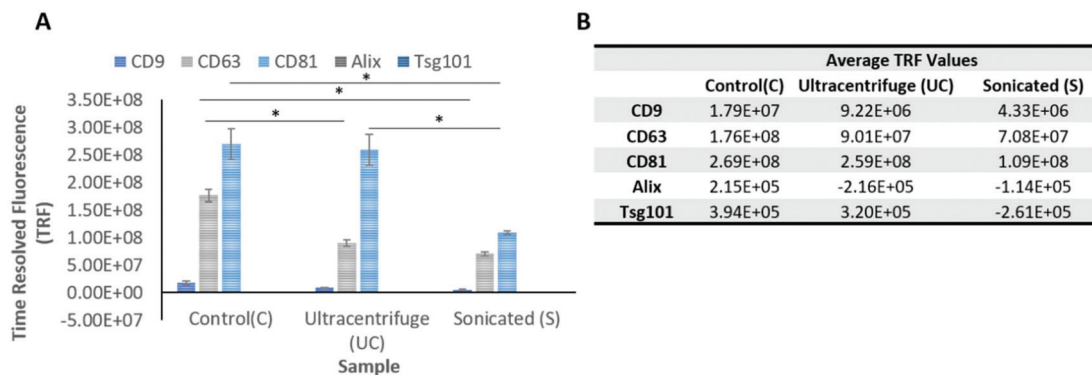 A
CD9 CD63 CD81 Alix Tsg101
*
*
* *
Time Resolved Fluorescence
(TRF)
3.50E+08
3.00E+08
2.50E+08
2.00E+08
1.50E+08
1.00E+08
5.00E+07
0.00E+00
-5.00E+07
Control(C) Ultracentrifuge Sonicated (S)
(UC)
Sample
B
Average TRF Values
Control(C) Ultracentrifuge (UC) Sonicated (S)
CD9 1.79E+07 9.22E+06 4.33E+06
CD63 1.76E+08 9.01E+07 7.08E+07
CD81 2.69E+08 2.59E+08 1.09E+08
Alix 2.15E+05 -2.16E+05 -1.14E+05
Tsg101 3.94E+05 3.20E+05 -2.61E+05